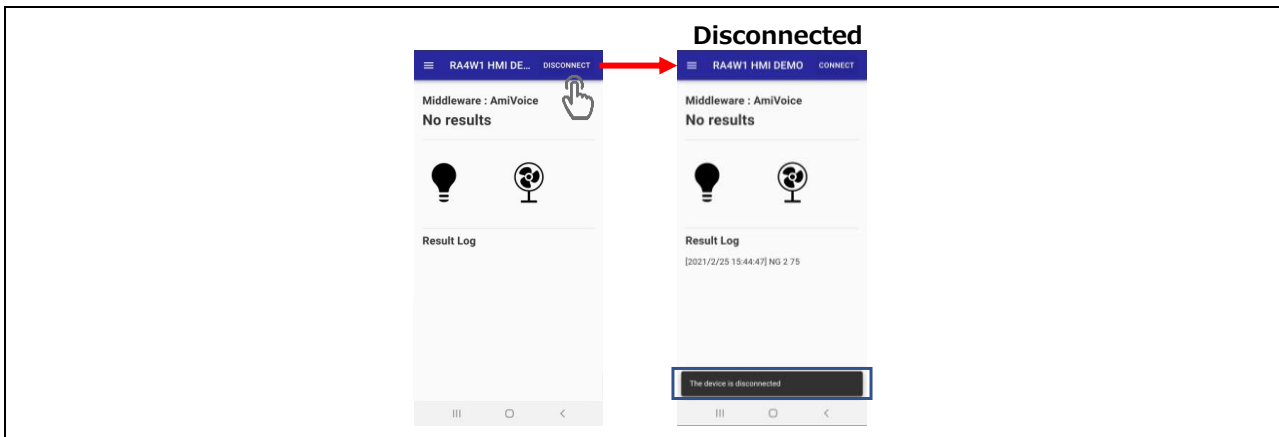 Disconnected
RA4W1 HMI DE... DISCONNECT
Middleware : AmiVoice
No results
Result Log
RA4W1 HMI DEMO CONNECT
Middleware : AmiVoice
No results
Result Log
[2021/2/25 15:44:47] NG 2 75
The device is disconnected